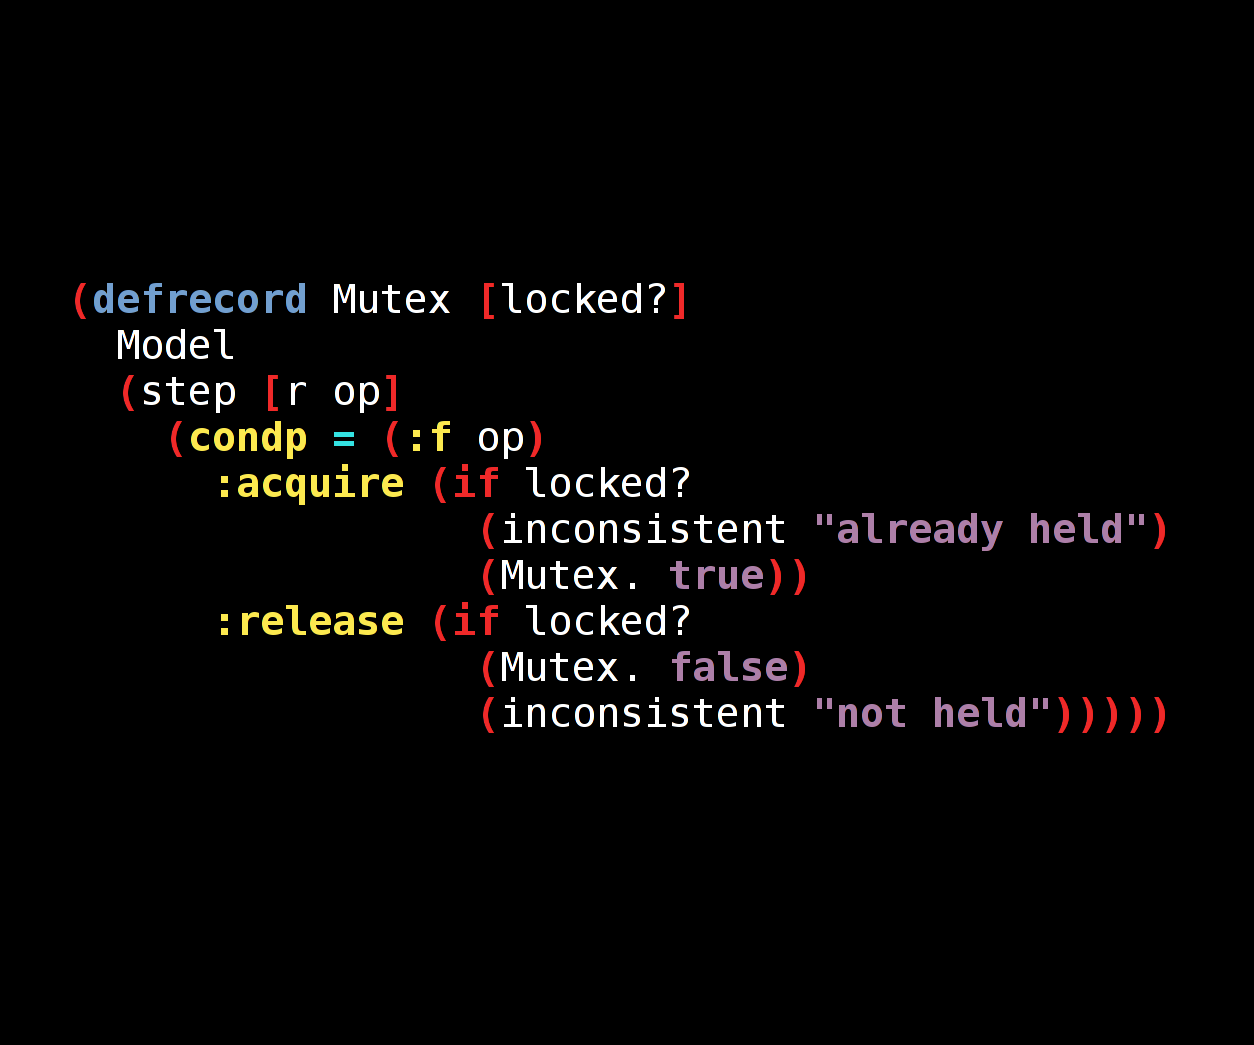 (defrecord Mutex [locked?]
  Model
  (step [r op]
    (condp = (:f op)
      :acquire (if locked?
                 (inconsistent "already held")
                 (Mutex. true))
      :release (if locked?
                 (Mutex. false)
                 (inconsistent "not held")))))